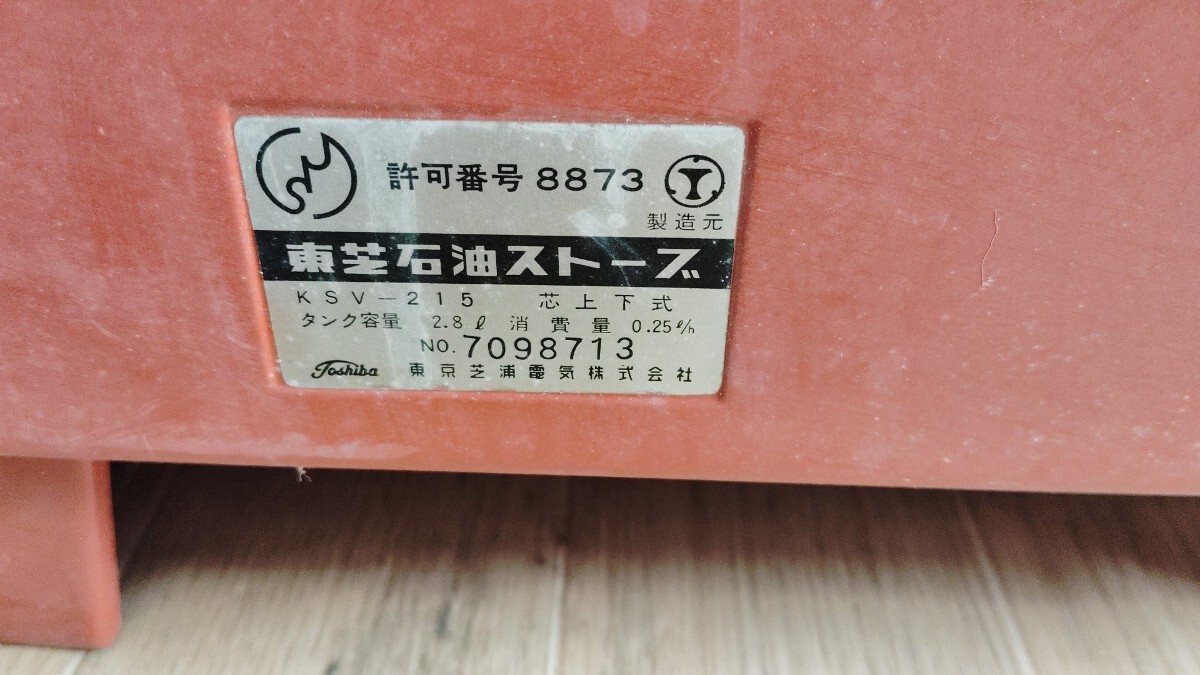 許可番号 8873
製造元
東芝石油ストーブ
KSV-215 芯上下式
タンク容量 2.8ℓ 消費量 0.25ℓ/h
NO. 7098713
Toshiba 東京芝浦電気株式会社